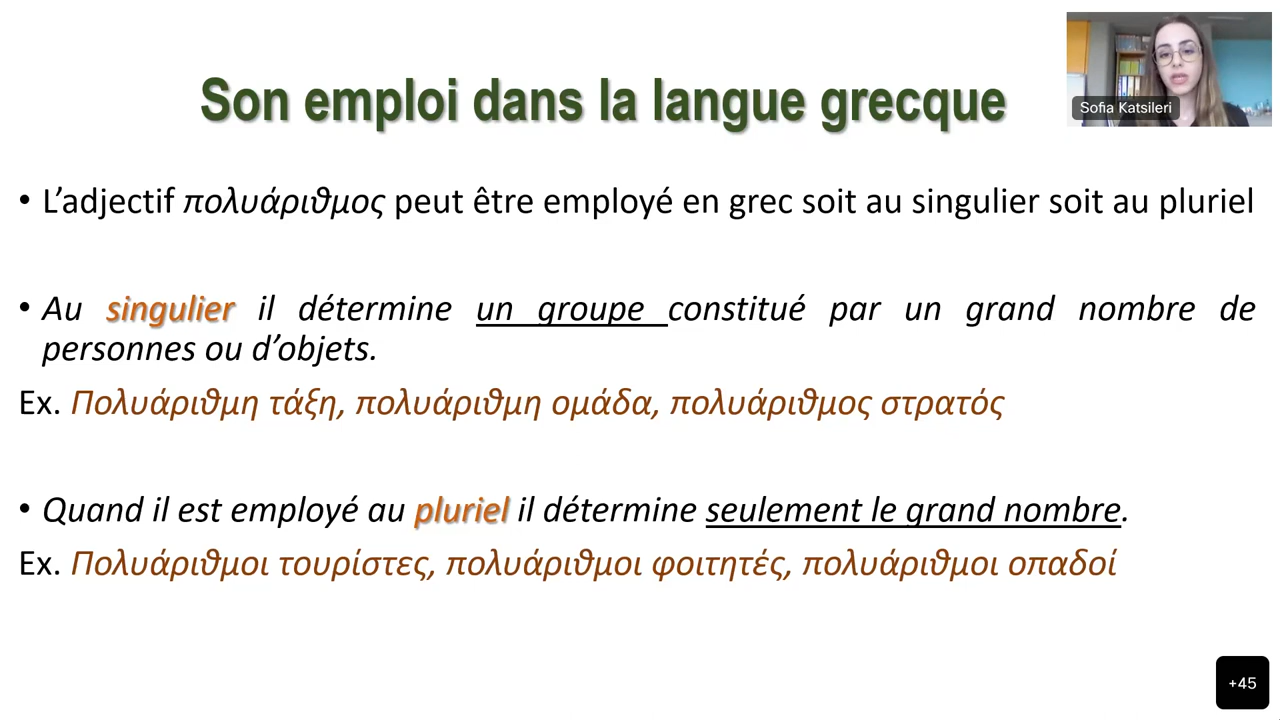 Son emploi dans la langue grecque
Sofia Katsileri
• L’adjectif πολυάριθμος peut être employé en grec soit au singulier soit au pluriel
• Au singulier il détermine un groupe constitué par un grand nombre de
personnes ou d’objets.
Ex. Πολυάριθμη τάξη, πολυάριθμη ομάδα, πολυάριθμος στρατός
• Quand il est employé au pluriel il détermine seulement le grand nombre.
Ex. Πολυάριθμοι τουρίστες, πολυάριθμοι φοιτητές, πολυάριθμοι οπαδοί
+45